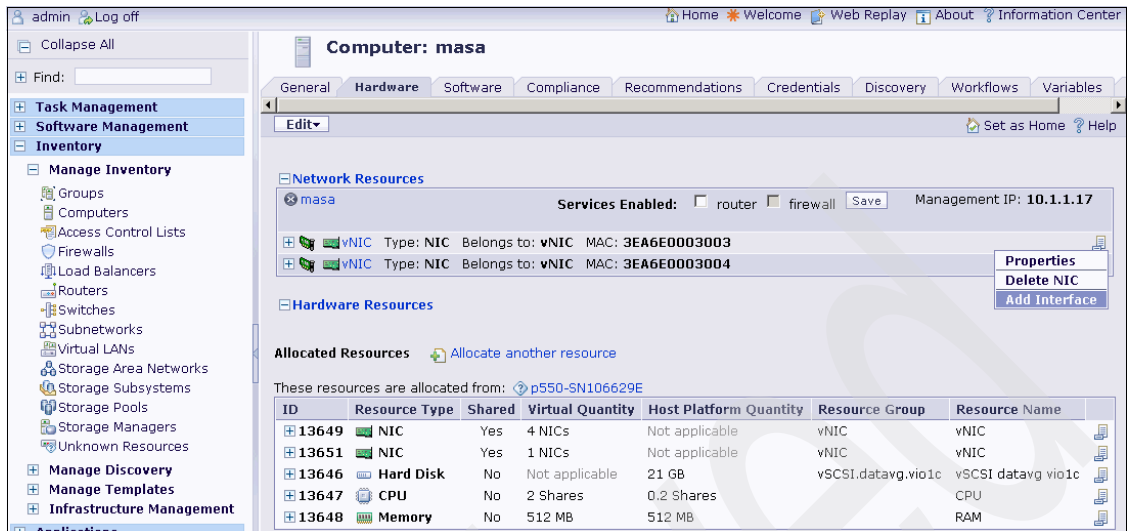 admin Log off Home Welcome Web Replay About Information Center
Collapse All
Find:
Task Management
Software Management
Inventory
Manage Inventory
Groups
Computers
Access Control Lists
Firewalls
Load Balancers
Routers
Switches
Subnetworks
Virtual LANs
Storage Area Networks
Storage Subsystems
Storage Pools
Storage Managers
Unknown Resources
Manage Discovery
Manage Templates
Infrastructure Management
Applications
Computer: masa
General Hardware Software Compliance Recommendations Credentials Discovery Workflows Variables
Edit Set as Home ? Help
Network Resources
masa Services Enabled: router firewall Save Management IP: 10.1.1.17
vNIC Type: NIC Belongs to: vNIC MAC: 3EA6E0003003
vNIC Type: NIC Belongs to: vNIC MAC: 3EA6E0003004
Properties
Delete NIC
Add Interface
Hardware Resources
Allocated Resources Allocate another resource
These resources are allocated from: p550-SN106629E
ID Resource Type Shared Virtual Quantity Host Platform Quantity Resource Group Resource Name
13649 NIC Yes 4 NICs Not applicable vNIC vNIC
13651 NIC Yes 1 NICs Not applicable vNIC vNIC
13646 Hard Disk No Not applicable 21 GB vSCSI.datavg.vio1c vSCSI datavg vio1c
13647 CPU No 2 Shares 0.2 Shares CPU
13648 Memory No 512 MB 512 MB RAM